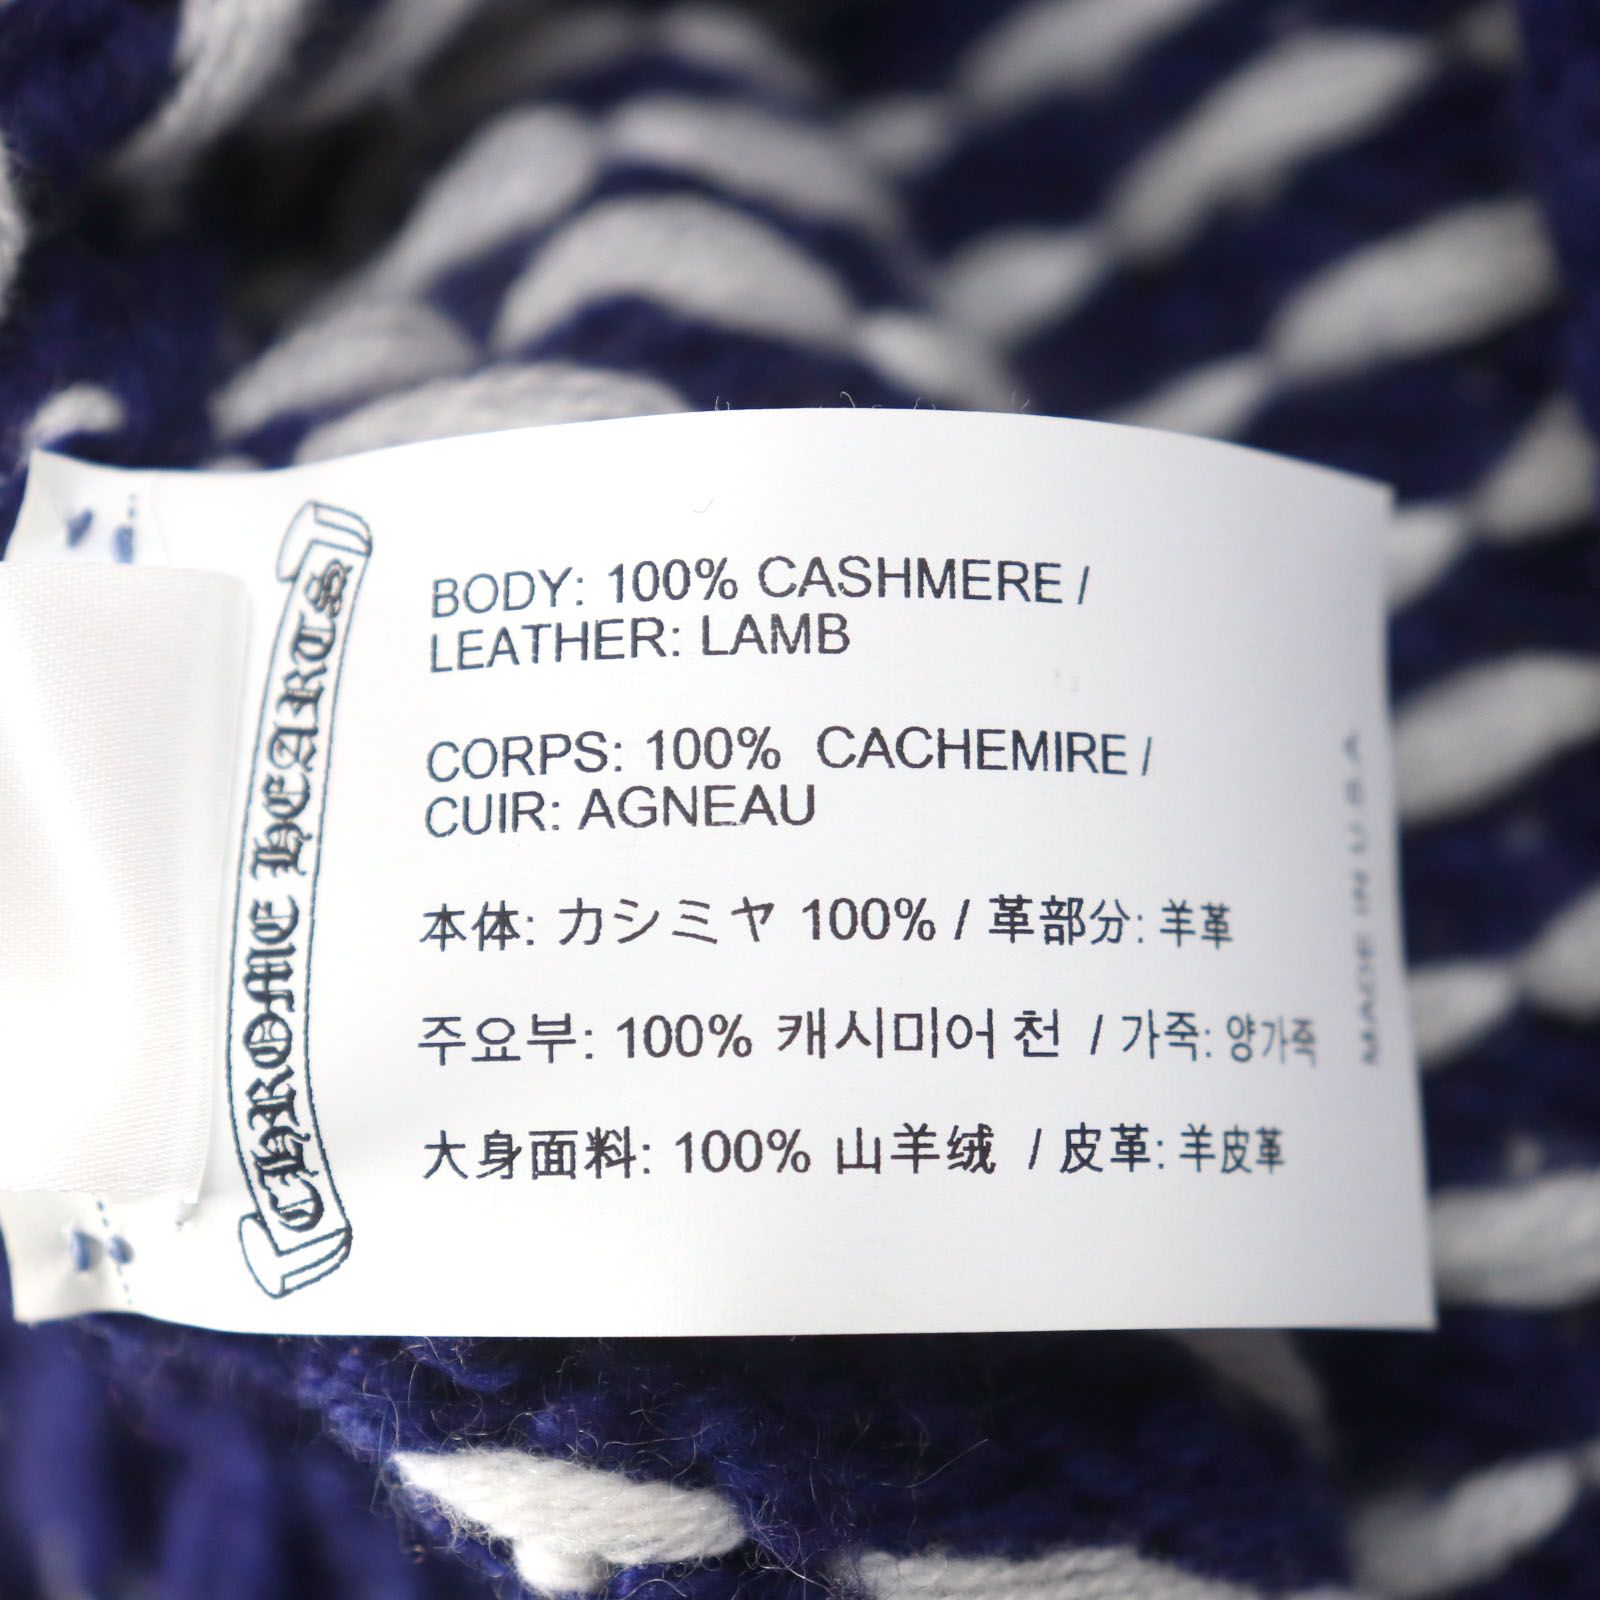 CHROME HEARTS
BODY: 100% CASHMERE /
LEATHER: LAMB
CORPS: 100% CACHEMIRE /
CUIR: AGNEAU
本体: カシミヤ 100% / 革部分: 羊革
주요부: 100% 캐시미어 천 / 가죽: 양가죽
大身面料: 100% 山羊绒 / 皮革: 羊皮革
MADE IN U.S.A